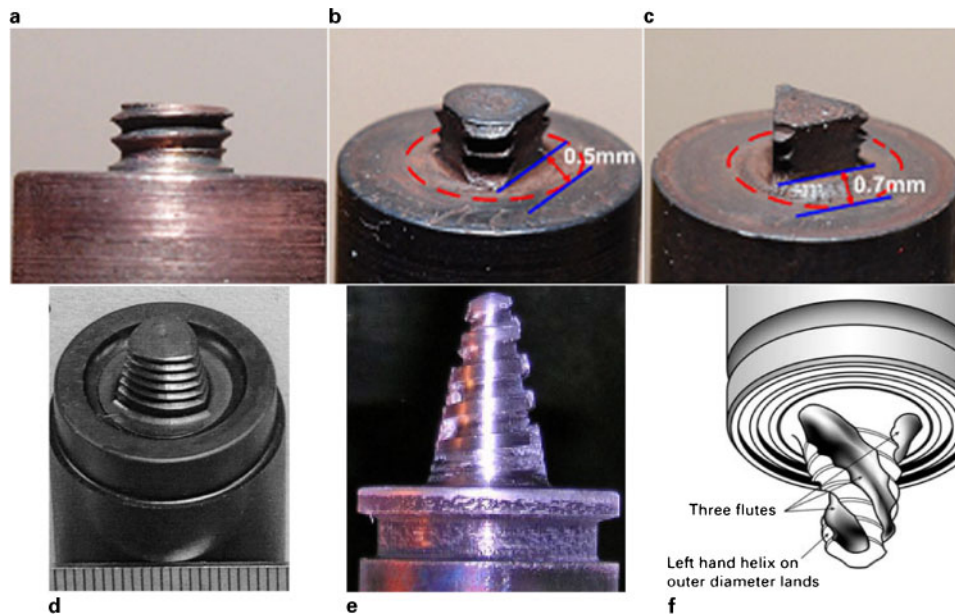 a
b
c
0.5mm
0.7mm
Three flutes
Left hand helix on
outer diameter lands
d
e
f